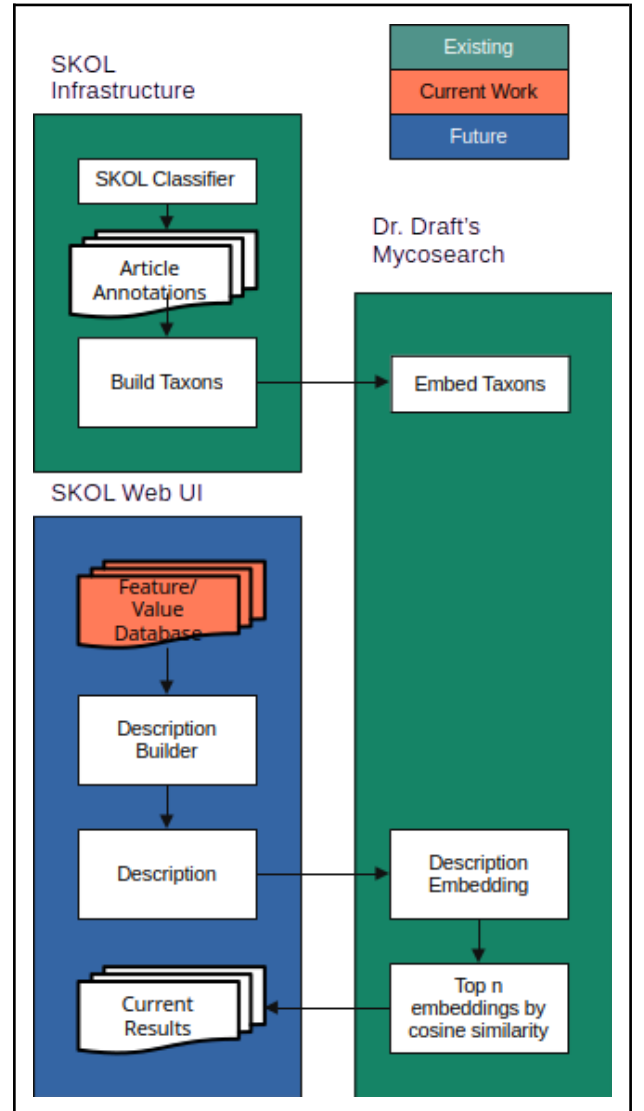 SKOL
Infrastructure
Existing
Current Work
Future
SKOL Classifier
Article
Annotations
Build Taxons
Dr. Draft's
Mycosearch
Embed Taxons
SKOL Web UI
Feature/
Value
Database
Description
Builder
Description
Description
Embedding
Top n
embeddings by
cosine similarity
Current
Results